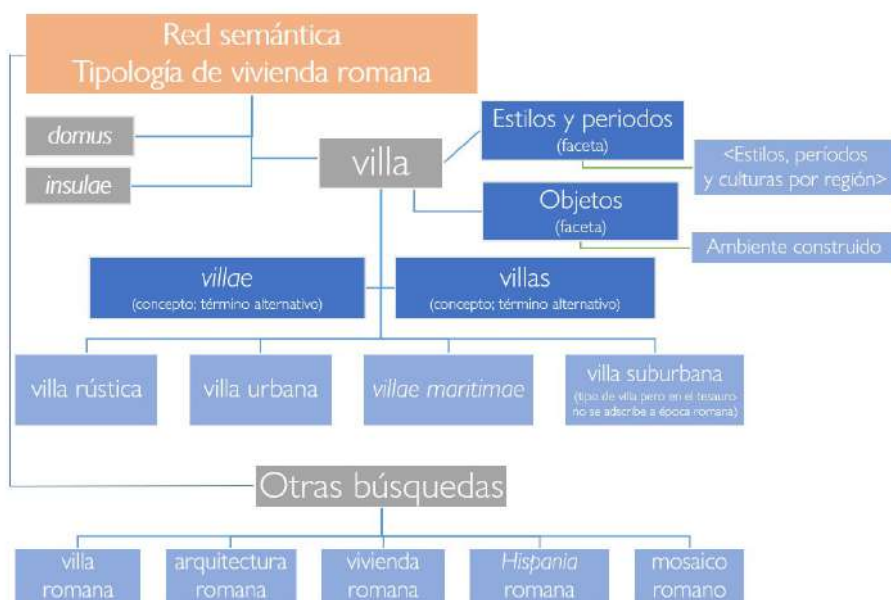 Red semántica
Tipología de vivienda romana
domus
insulae
villa
Estilos y periodos
(faceta)
<Estilos, períodos
y culturas por región>
Objetos
(faceta)
Ambiente construido
villae
(concepto; término alternativo)
villas
(concepto; término alternativo)
villa rústica
villa urbana
villae maritimae
villa suburbana
(tipo de villa pero en el tesauro
no se adscribe a época romana)
Otras búsquedas
villa
romana
arquitectura
romana
vivienda
romana
Hispania
romana
mosaico
romano